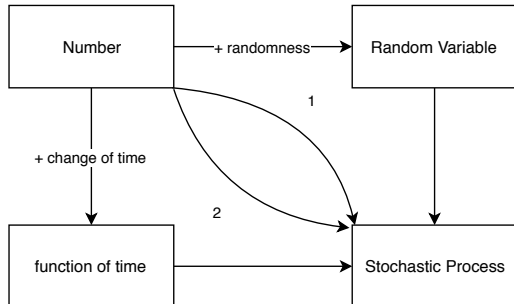 Number
+ randomness
Random Variable
1
+ change of time
2
function of time
Stochastic Process